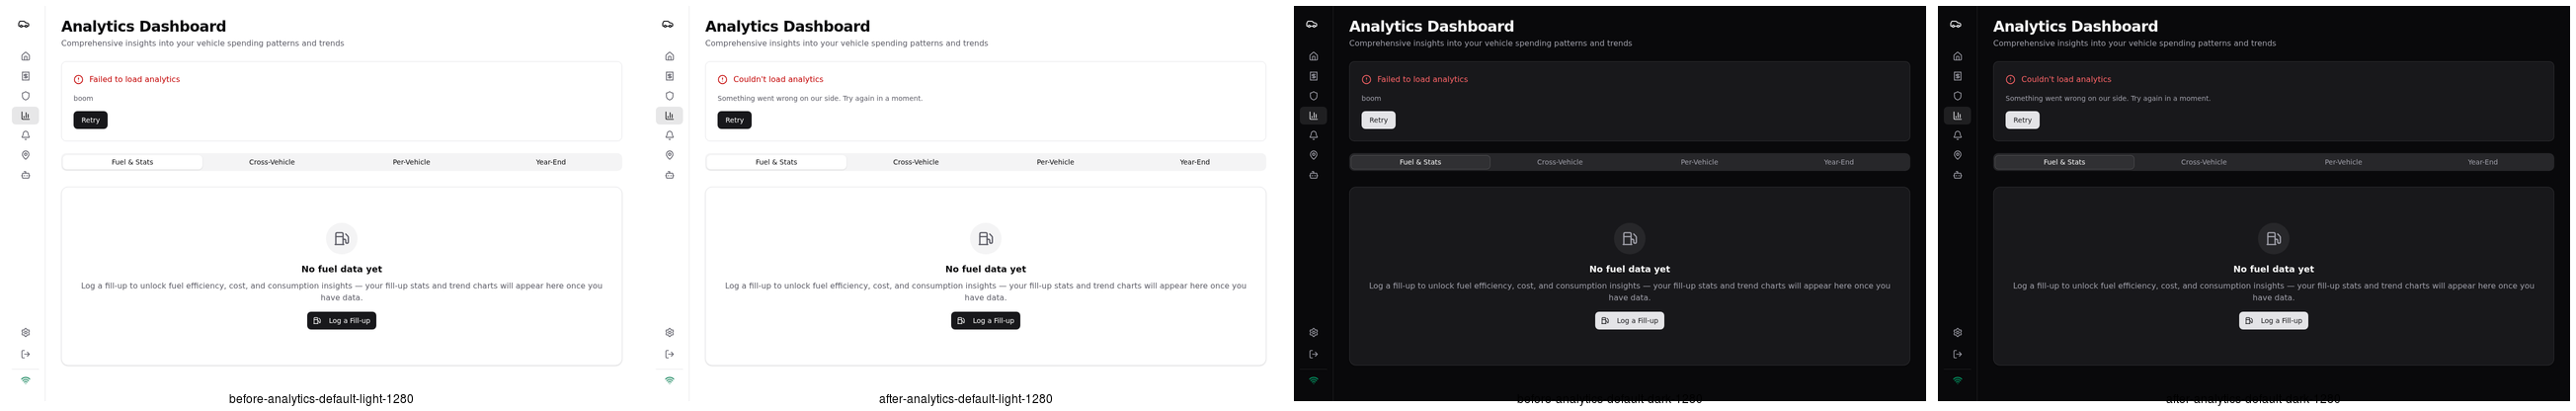 Analytics Dashboard
Comprehensive insights into your vehicle spending patterns and trends
Failed to load analytics
boom
Retry
Fuel & Stats
Cross-Vehicle
Per-Vehicle
Year-End
No fuel data yet
Log a fill-up to unlock fuel efficiency, cost, and consumption insights — your fill-up stats and trend charts will appear here once you
have data.
Log a Fill-up
before-analytics-default-light-1280
Analytics Dashboard
Comprehensive insights into your vehicle spending patterns and trends
Couldn't load analytics
Something went wrong on our side. Try again in a moment.
Retry
Fuel & Stats
Cross-Vehicle
Per-Vehicle
Year-End
No fuel data yet
Log a fill-up to unlock fuel efficiency, cost, and consumption insights — your fill-up stats and trend charts will appear here once you
have data.
Log a Fill-up
after-analytics-default-light-1280
Analytics Dashboard
Comprehensive insights into your vehicle spending patterns and trends
Failed to load analytics
boom
Retry
Fuel & Stats
Cross-Vehicle
Per-Vehicle
Year-End
No fuel data yet
Log a fill-up to unlock fuel efficiency, cost, and consumption insights — your fill-up stats and trend charts will appear here once you
have data.
Log a Fill-up
before-analytics-default-dark-1280
Analytics Dashboard
Comprehensive insights into your vehicle spending patterns and trends
Couldn't load analytics
Something went wrong on our side. Try again in a moment.
Retry
Fuel & Stats
Cross-Vehicle
Per-Vehicle
Year-End
No fuel data yet
Log a fill-up to unlock fuel efficiency, cost, and consumption insights — your fill-up stats and trend charts will appear here once you
have data.
Log a Fill-up
after-analytics-default-dark-1280